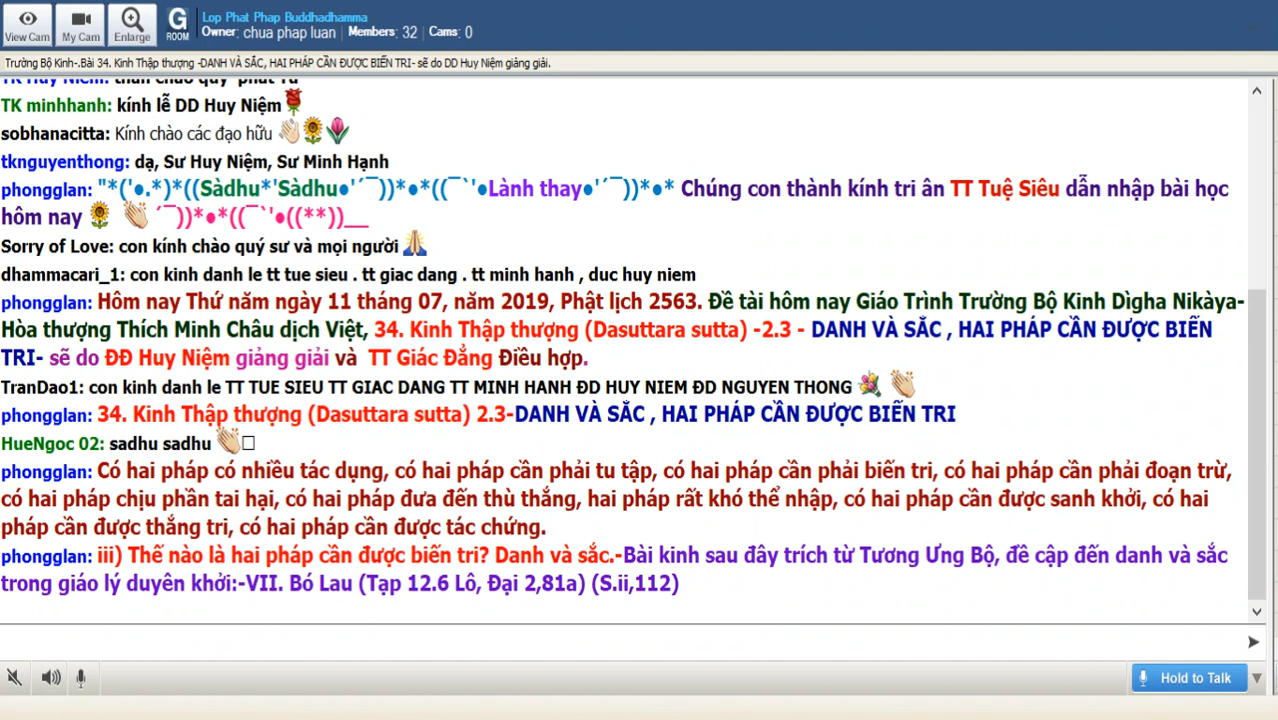 Lop Phat Phap Buddhadhamma
View Cam
My Cam
Enlarge
G ROOM
Owner: chua phap luan | Members: 32 | Cams: 0
Trường Bộ Kinh-.Bài 34. Kinh Thập thượng -DANH VÀ SẮC, HAI PHÁP CẦN ĐƯỢC BIẾN TRI- sẽ do DD Huy Niệm giảng giải.
TK minhhanh: kính lễ DD Huy Niệm
sobhanacitta: Kính chào các đạo hữu
tknguyenthong: dạ, Sư Huy Niệm, Sư Minh Hạnh
phongglan: "*('●.*)*((Sàdhu*'Sàdhu●'´¯))*●*((¯`'●Lành thay●'´¯))*●* Chúng con thành kính tri ân TT Tuệ Siêu dẫn nhập bài học
hôm nay ´¯))*●*((¯`'●((**))__
Sorry of Love: con kính chào quý sư và mọi người
dhammacari_1: con kinh danh le tt tue sieu . tt giac dang . tt minh hanh , duc huy niem
phongglan: Hôm nay Thứ năm ngày 11 tháng 07, năm 2019, Phật lịch 2563. Đề tài hôm nay Giáo Trình Trường Bộ Kinh Dìgha Nikàya-
Hòa thượng Thích Minh Châu dịch Việt, 34. Kinh Thập thượng (Dasuttara sutta) -2.3 - DANH VÀ SẮC , HAI PHÁP CẦN ĐƯỢC BIẾN
TRI- sẽ do ĐĐ Huy Niệm giảng giải và TT Giác Đẳng Điều hợp.
TranDao1: con kinh danh le TT TUE SIEU TT GIAC DANG TT MINH HANH ĐD HUY NIEM ĐD NGUYEN THONG
phongglan: 34. Kinh Thập thượng (Dasuttara sutta) 2.3-DANH VÀ SẮC , HAI PHÁP CẦN ĐƯỢC BIẾN TRI
HueNgoc 02: sadhu sadhu
phongglan: Có hai pháp có nhiều tác dụng, có hai pháp cần phải tu tập, có hai pháp cần phải biến tri, có hai pháp cần phải đoạn trừ,
có hai pháp chịu phần tai hại, có hai pháp đưa đến thù thắng, hai pháp rất khó thể nhập, có hai pháp cần được sanh khởi, có hai
pháp cần được thắng tri, có hai pháp cần được tác chứng.
phongglan: iii) Thế nào là hai pháp cần được biến tri? Danh và sắc.-Bài kinh sau đây trích từ Tương Ưng Bộ, đề cập đến danh và sắc
trong giáo lý duyên khởi:-VII. Bó Lau (Tạp 12.6 Lô, Đại 2,81a) (S.ii,112)
Hold to Talk